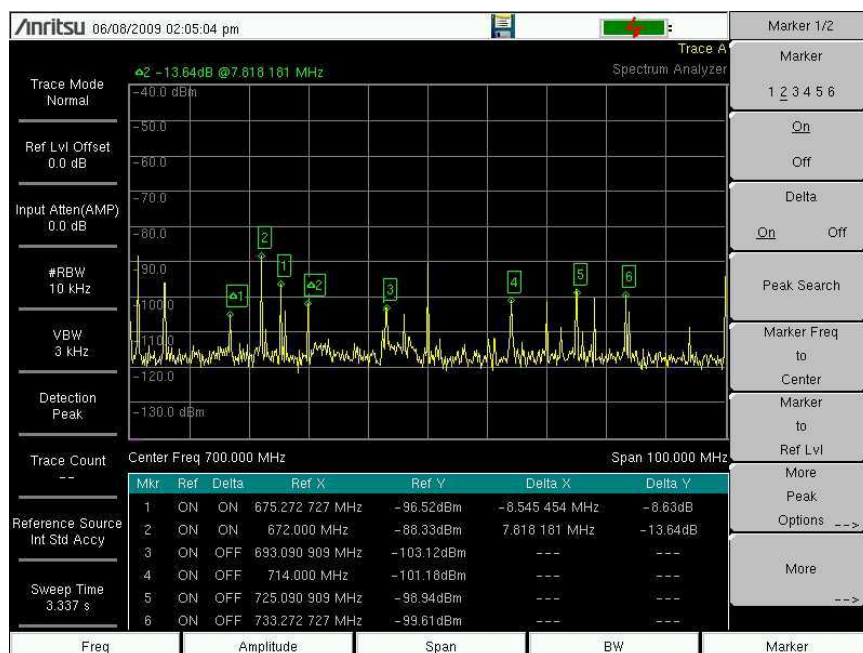 Anritsu 06/08/2009 02:05:04 pm
Trace A
Spectrum Analyzer
2 -13.64dB @7.818 181 MHz
Trace Mode
Normal
Ref Lvl Offset
0.0 dB
Input Atten(AMP)
0.0 dB
#RBW
10 kHz
VBW
3 kHz
Detection
Peak
Trace Count
--
Reference Source
Int Std Accy
Sweep Time
3.337 s
-40.0 dBm
-50.0
-60.0
-70.0
-80.0
-90.0
-100.0
-110.0
-120.0
-130.0 dBm
1
2
1
2
3
4
5
6
Center Freq 700.000 MHz
Span 100.000 MHz
Mkr Ref Delta Ref X Ref Y Delta X Delta Y
1 ON ON 675.272 727 MHz -96.52dBm -8.545 454 MHz -8.63dB
2 ON ON 672.000 MHz -88.33dBm 7.818 181 MHz -13.64dB
3 ON OFF 693.090 909 MHz -103.12dBm --- ---
4 ON OFF 714.000 MHz -101.18dBm --- ---
5 ON OFF 725.090 909 MHz -98.94dBm --- ---
6 ON OFF 733.272 727 MHz -99.61dBm --- ---
Marker 1/2
Marker
1 2 3 4 5 6
On
Off
Delta
On Off
Peak Search
Marker Freq
to
Center
Marker
to
Ref Lvl
More
Peak
Options -->
More
-->
Freq Amplitude Span BW Marker